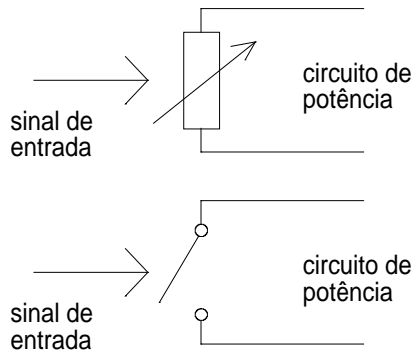 circuito de
potência
sinal de
entrada
circuito de
potência
sinal de
entrada